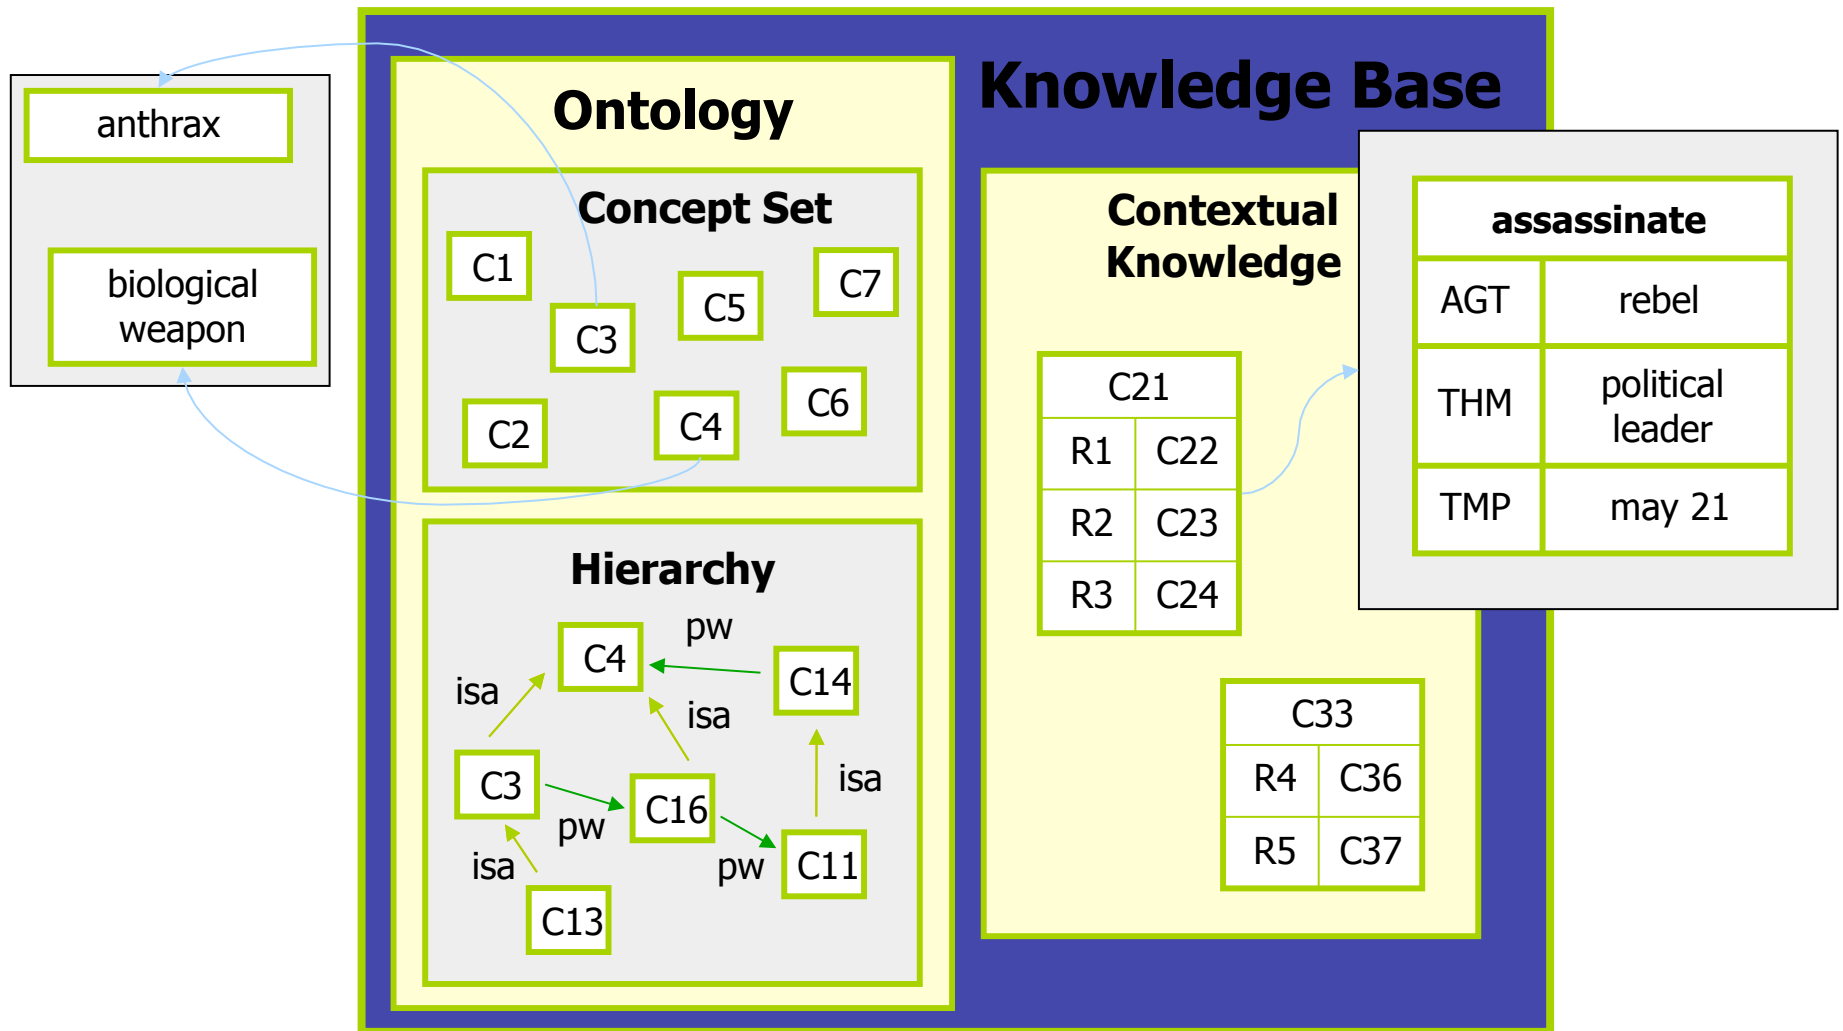 Knowledge Base
anthrax
biological
weapon
Ontology
Concept Set
C1
C3
C5
C7
C2
C4
C6
Hierarchy
C4
pw
C14
isa
isa
isa
C3
pw
C16
pw
C11
isa
C13
Contextual
Knowledge
C21
R1 C22
R2 C23
R3 C24
C33
R4 C36
R5 C37
assassinate
AGT rebel
THM political
leader
TMP may 21